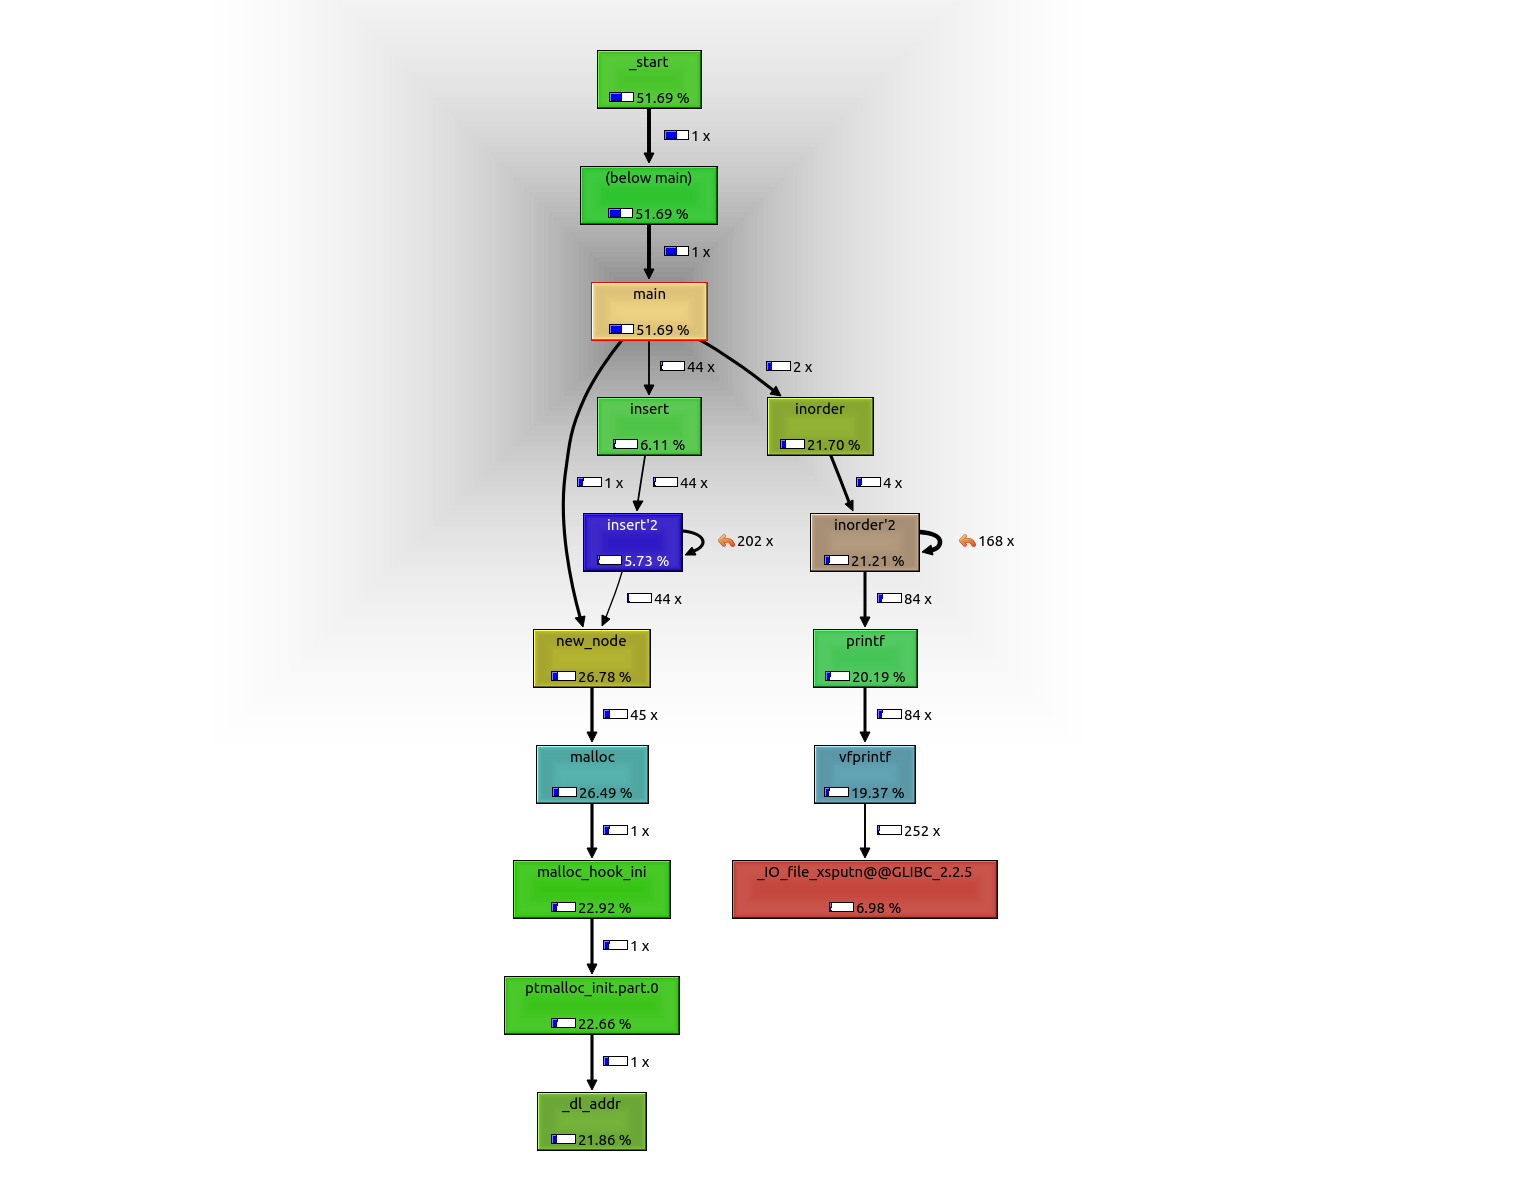 _start
51.69 %
1 x
(below main)
51.69 %
1 x
main
51.69 %
44 x
2 x
insert
6.11 %
inorder
21.70 %
1 x
44 x
4 x
insert'2
5.73 %
202 x
inorder'2
21.21 %
168 x
44 x
84 x
new_node
26.78 %
printf
20.19 %
45 x
84 x
malloc
26.49 %
vfprintf
19.37 %
1 x
252 x
malloc_hook_ini
22.92 %
_IO_file_xsputn@@GLIBC_2.2.5
6.98 %
1 x
ptmalloc_init.part.0
22.66 %
1 x
_dl_addr
21.86 %